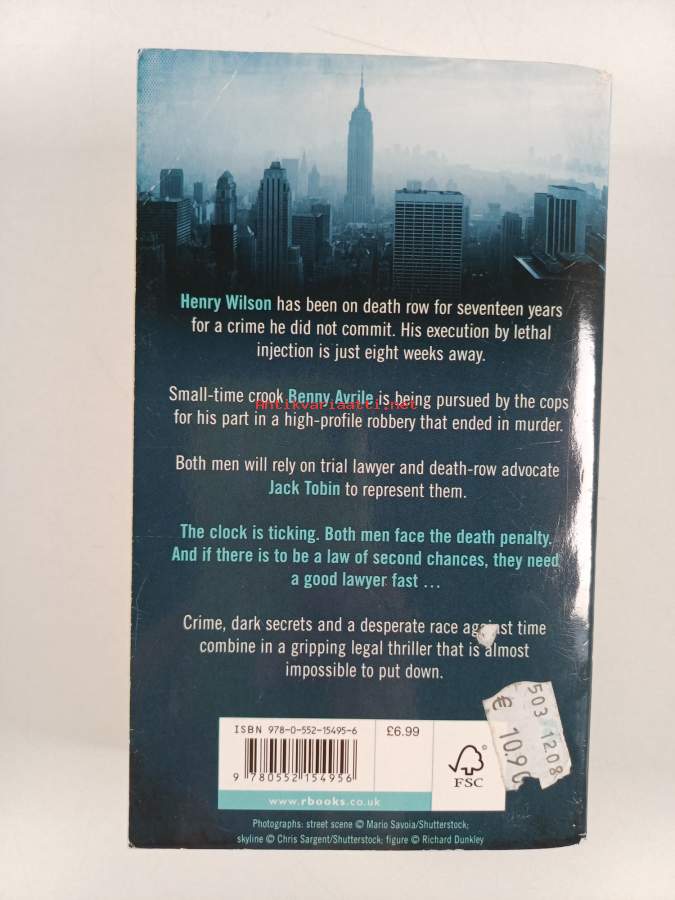 Henry Wilson has been on death row for seventeen years
for a crime he did not commit. His execution by lethal
injection is just eight weeks away.
Small-time crook Benny Avrile is being pursued by the cops
Antikvariaatti.net
for his part in a high-profile robbery that ended in murder.
Both men will rely on trial lawyer and death-row advocate
Jack Tobin to represent them.
The clock is ticking. Both men face the death penalty.
And if there is to be a law of second chances, they need
a good lawyer fast ...
Crime, dark secrets and a desperate race against time
combine in a gripping legal thriller that is almost
impossible to put down.
ISBN 978-0-552-15495-6
£6.99
9 780552 154956
FSC
503 12.08
€ 10.90
www.rbooks.co.uk
Photographs: street scene © Mario Savoia/Shutterstock;
skyline © Chris Sargent/Shutterstock; figure © Richard Dunkley